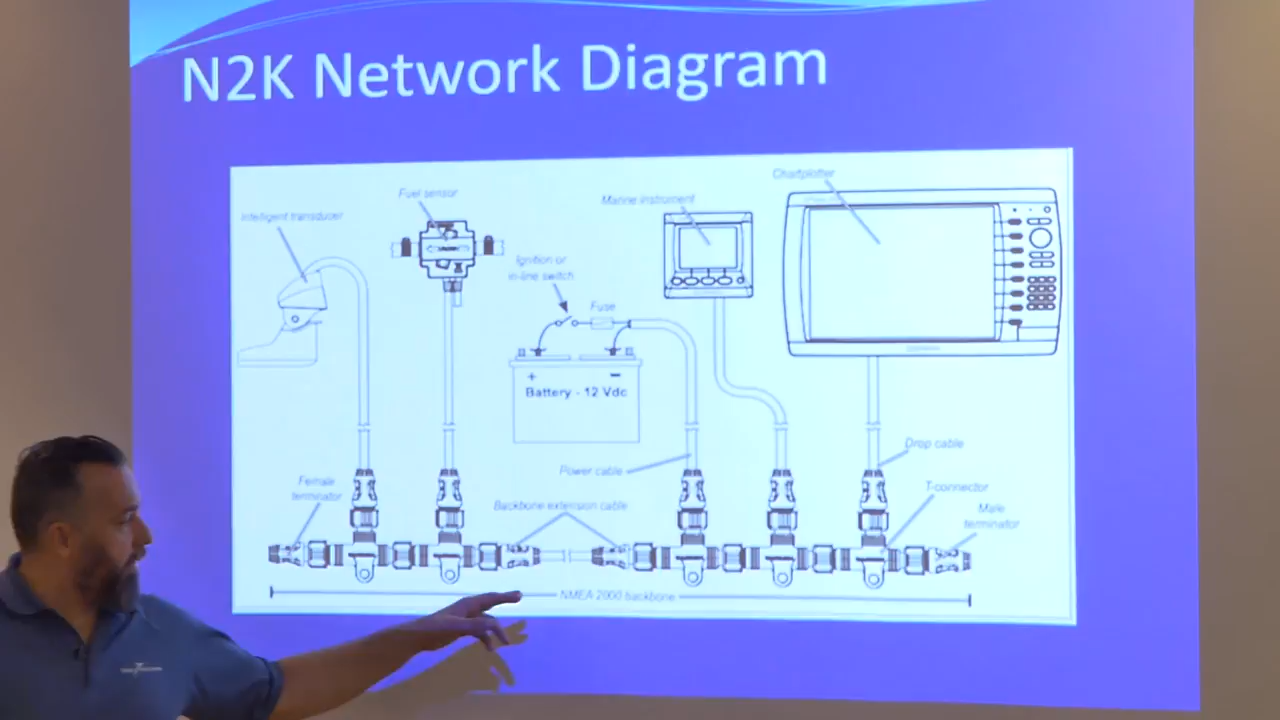 N2K Network Diagram
Chartplotter
Fuel sensor
Marine instrument
Intelligent transducer
Ignition or
in-line switch
Fuse
+
-
Battery - 12 Vdc
Drop cable
Power cable
Female
terminator
T-connector
Backbone extension cable
Male
terminator
NMEA 2000 backbone